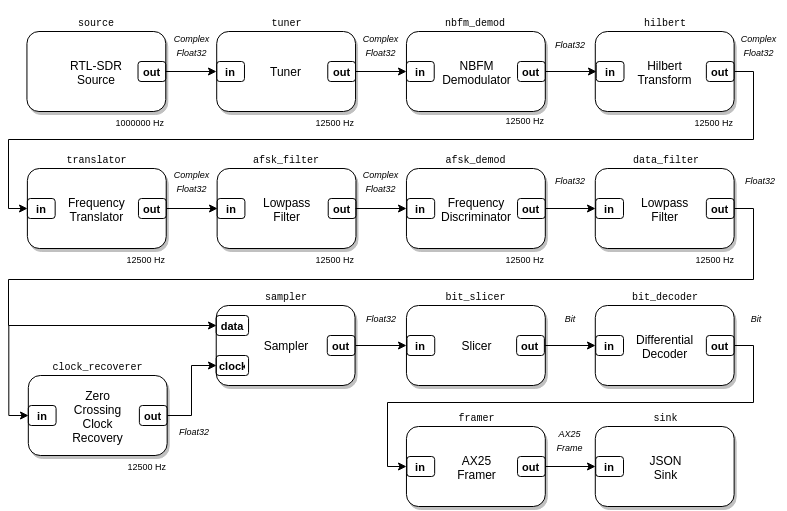 source
RTL-SDR
Source
out
1000000 Hz
Complex
Float32
tuner
in
Tuner
out
12500 Hz
Complex
Float32
nbfm_demod
in
NBFM
Demodulator
out
12500 Hz
Float32
hilbert
in
Hilbert
Transform
out
12500 Hz
Complex
Float32
translator
in
Frequency
Translator
out
12500 Hz
Complex
Float32
afsk_filter
in
Lowpass
Filter
out
12500 Hz
Complex
Float32
afsk_demod
in
Frequency
Discriminator
out
12500 Hz
Float32
data_filter
in
Lowpass
Filter
out
12500 Hz
Float32
clock_recoverer
in
Zero
Crossing
Clock
Recovery
out
12500 Hz
Float32
sampler
data
clock
Sampler
out
Float32
bit_slicer
in
Slicer
out
Bit
bit_decoder
in
Differential
Decoder
out
Bit
framer
in
AX25
Framer
out
AX25
Frame
sink
in
JSON
Sink